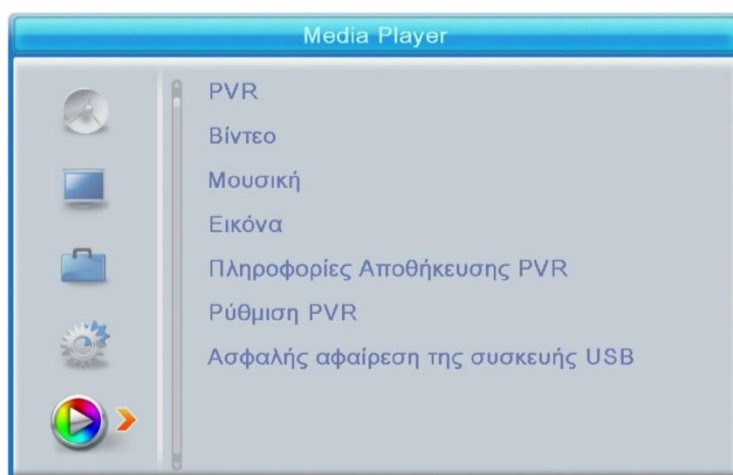 Media Player
PVR
Βίντεο
Μουσική
Εικόνα
Πληροφορίες Αποθήκευσης PVR
Ρύθμιση PVR
Ασφαλής αφαίρεση της συσκευής USB